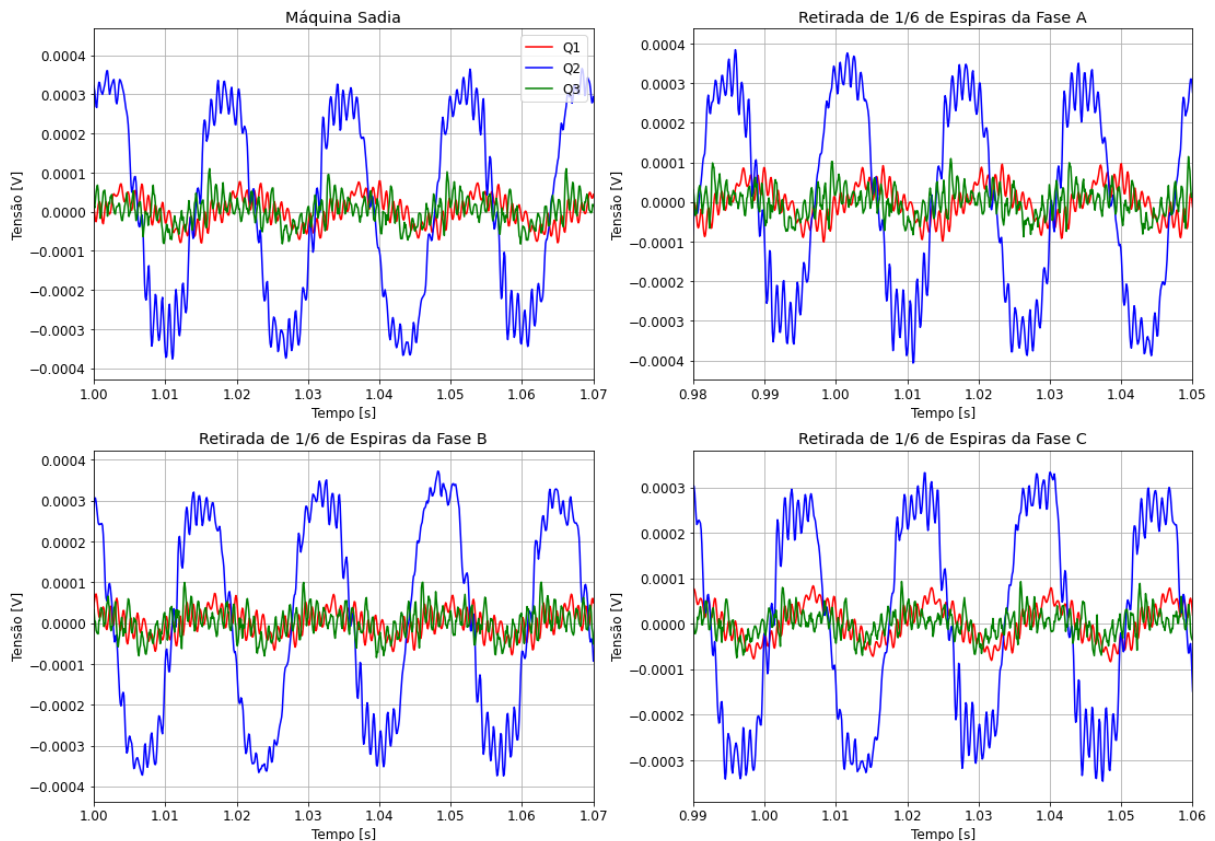 Máquina Sadia
0.0004
0.0003
0.0002
0.0001
0.0000
−0.0001
−0.0002
−0.0003
−0.0004
Tensão [V]
Q1
Q2
Q3
1.00 1.01 1.02 1.03 1.04 1.05 1.06 1.07
Tempo [s]
Retirada de 1/6 de Espiras da Fase A
0.0004
0.0003
0.0002
0.0001
0.0000
−0.0001
−0.0002
−0.0003
−0.0004
Tensão [V]
0.98 0.99 1.00 1.01 1.02 1.03 1.04 1.05
Tempo [s]
Retirada de 1/6 de Espiras da Fase B
0.0004
0.0003
0.0002
0.0001
0.0000
−0.0001
−0.0002
−0.0003
−0.0004
Tensão [V]
1.00 1.01 1.02 1.03 1.04 1.05 1.06 1.07
Tempo [s]
Retirada de 1/6 de Espiras da Fase C
0.0003
0.0002
0.0001
0.0000
−0.0001
−0.0002
−0.0003
Tensão [V]
0.99 1.00 1.01 1.02 1.03 1.04 1.05 1.06
Tempo [s]